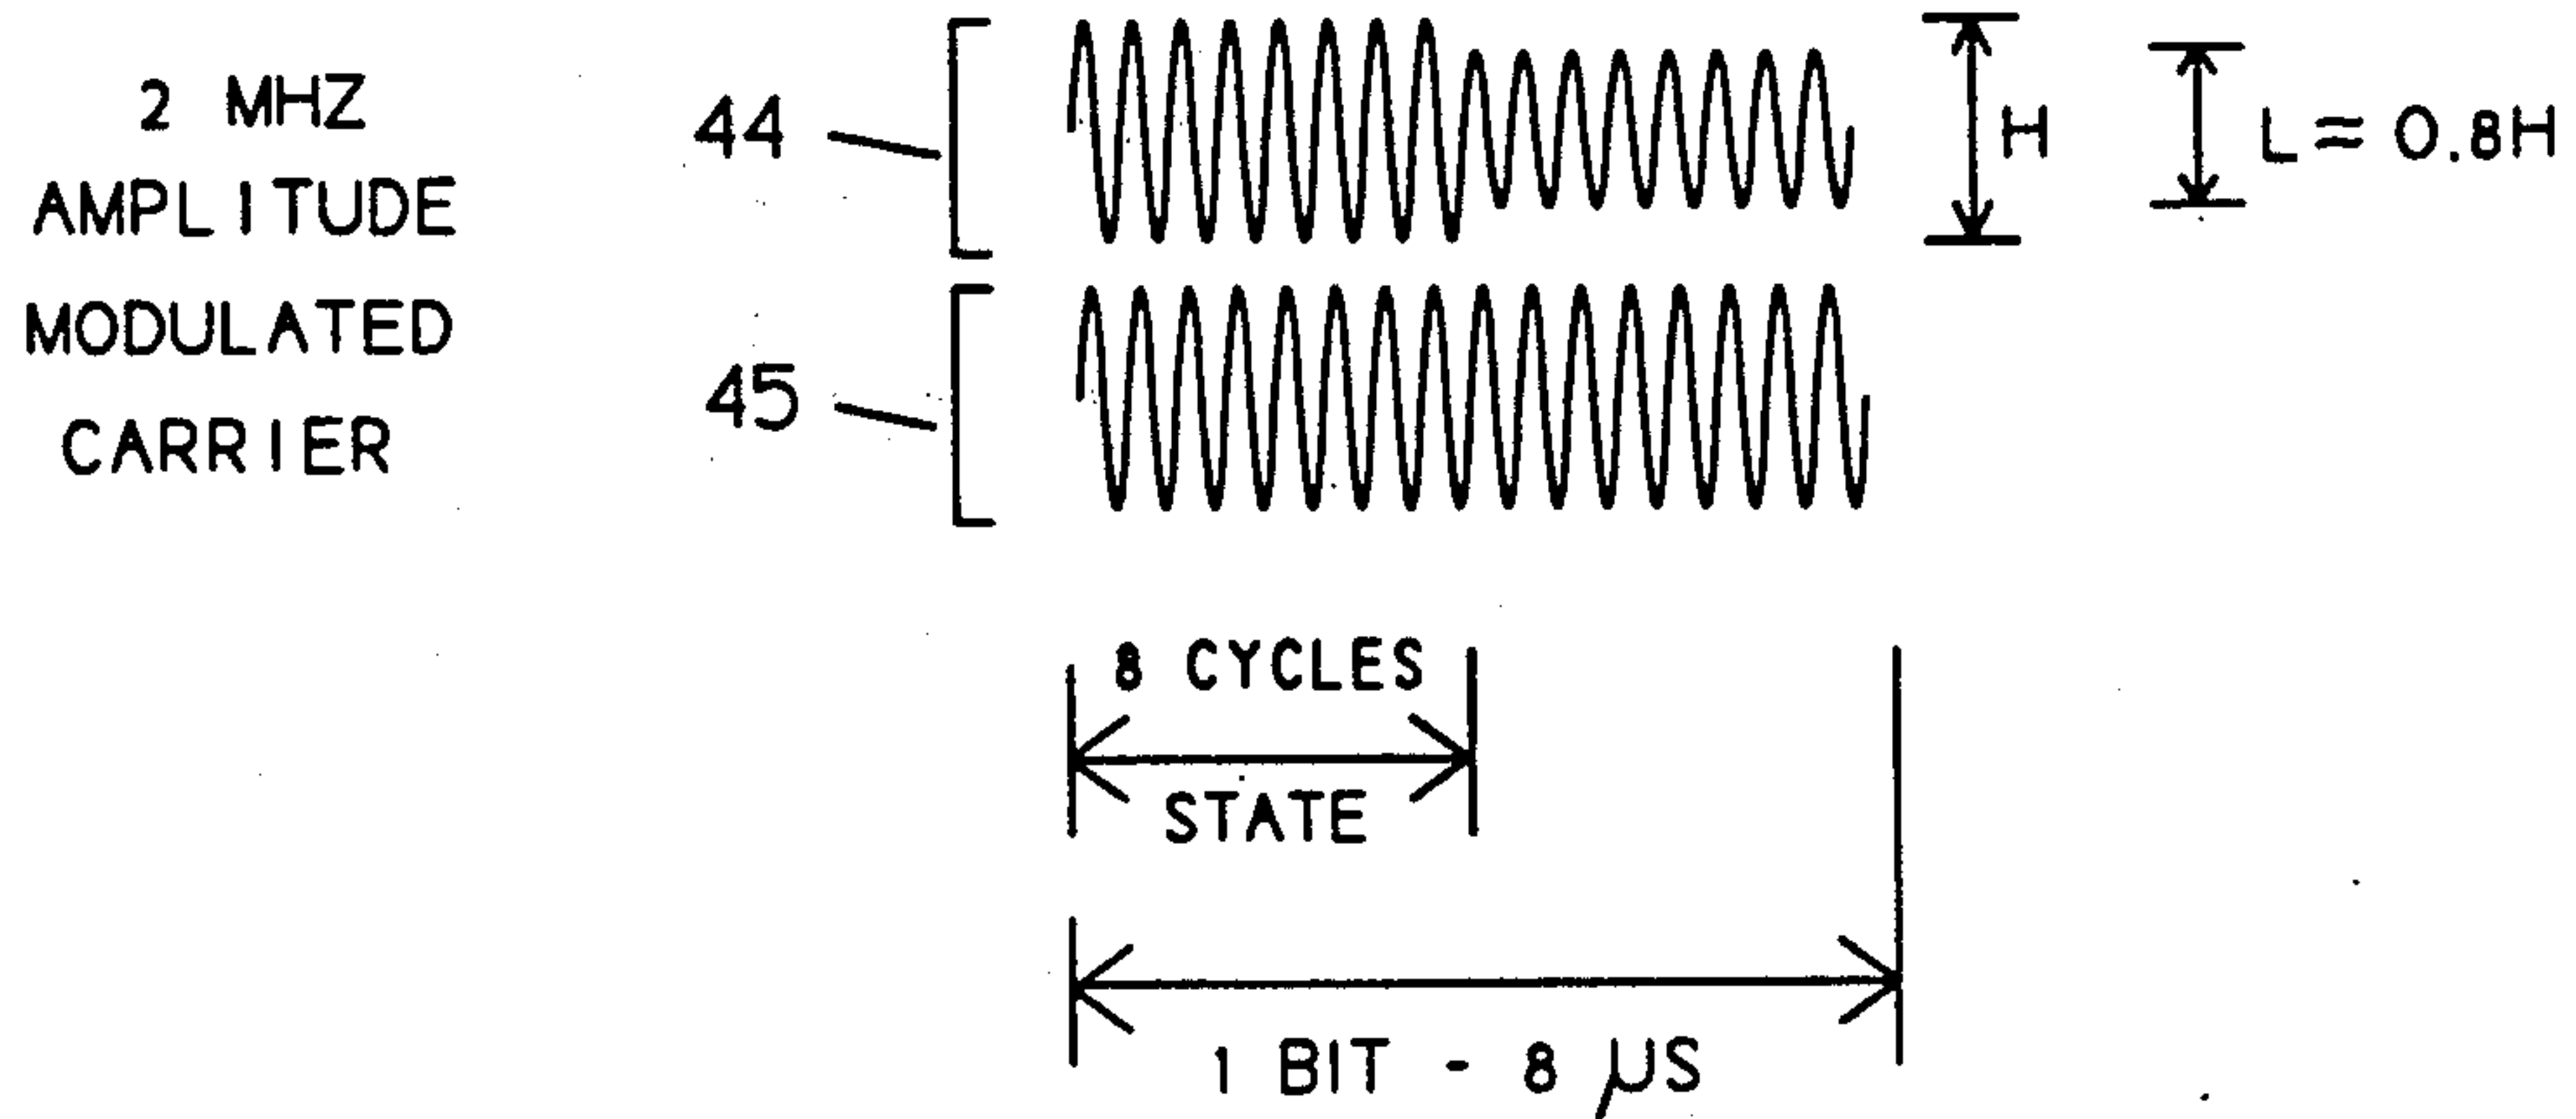 2 MHZ
AMPLITUDE
MODULATED
CARRIER
44
45
H
L ≈ 0.8H
8 CYCLES
STATE
1 BIT - 8 µS